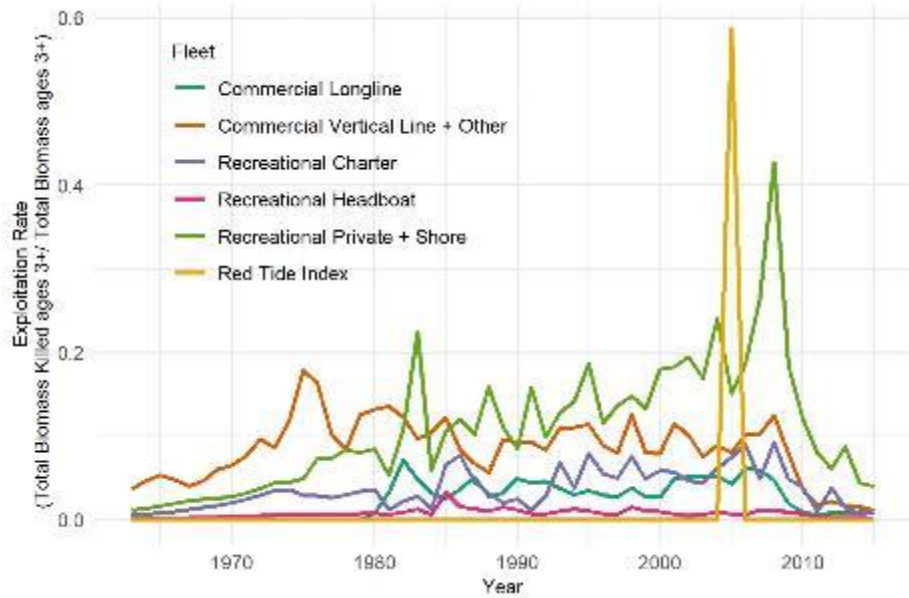 0.6
0.4
0.2
0.0
Exploitation Rate
(Total Biomass Killed ages 3+/ Total Biomass ages 3+)
Fleet
Commercial Longline
Commercial Vertical Line + Other
Recreational Charter
Recreational Headboat
Recreational Private + Shore
Red Tide Index
1970
1980
1990
2000
2010
Year